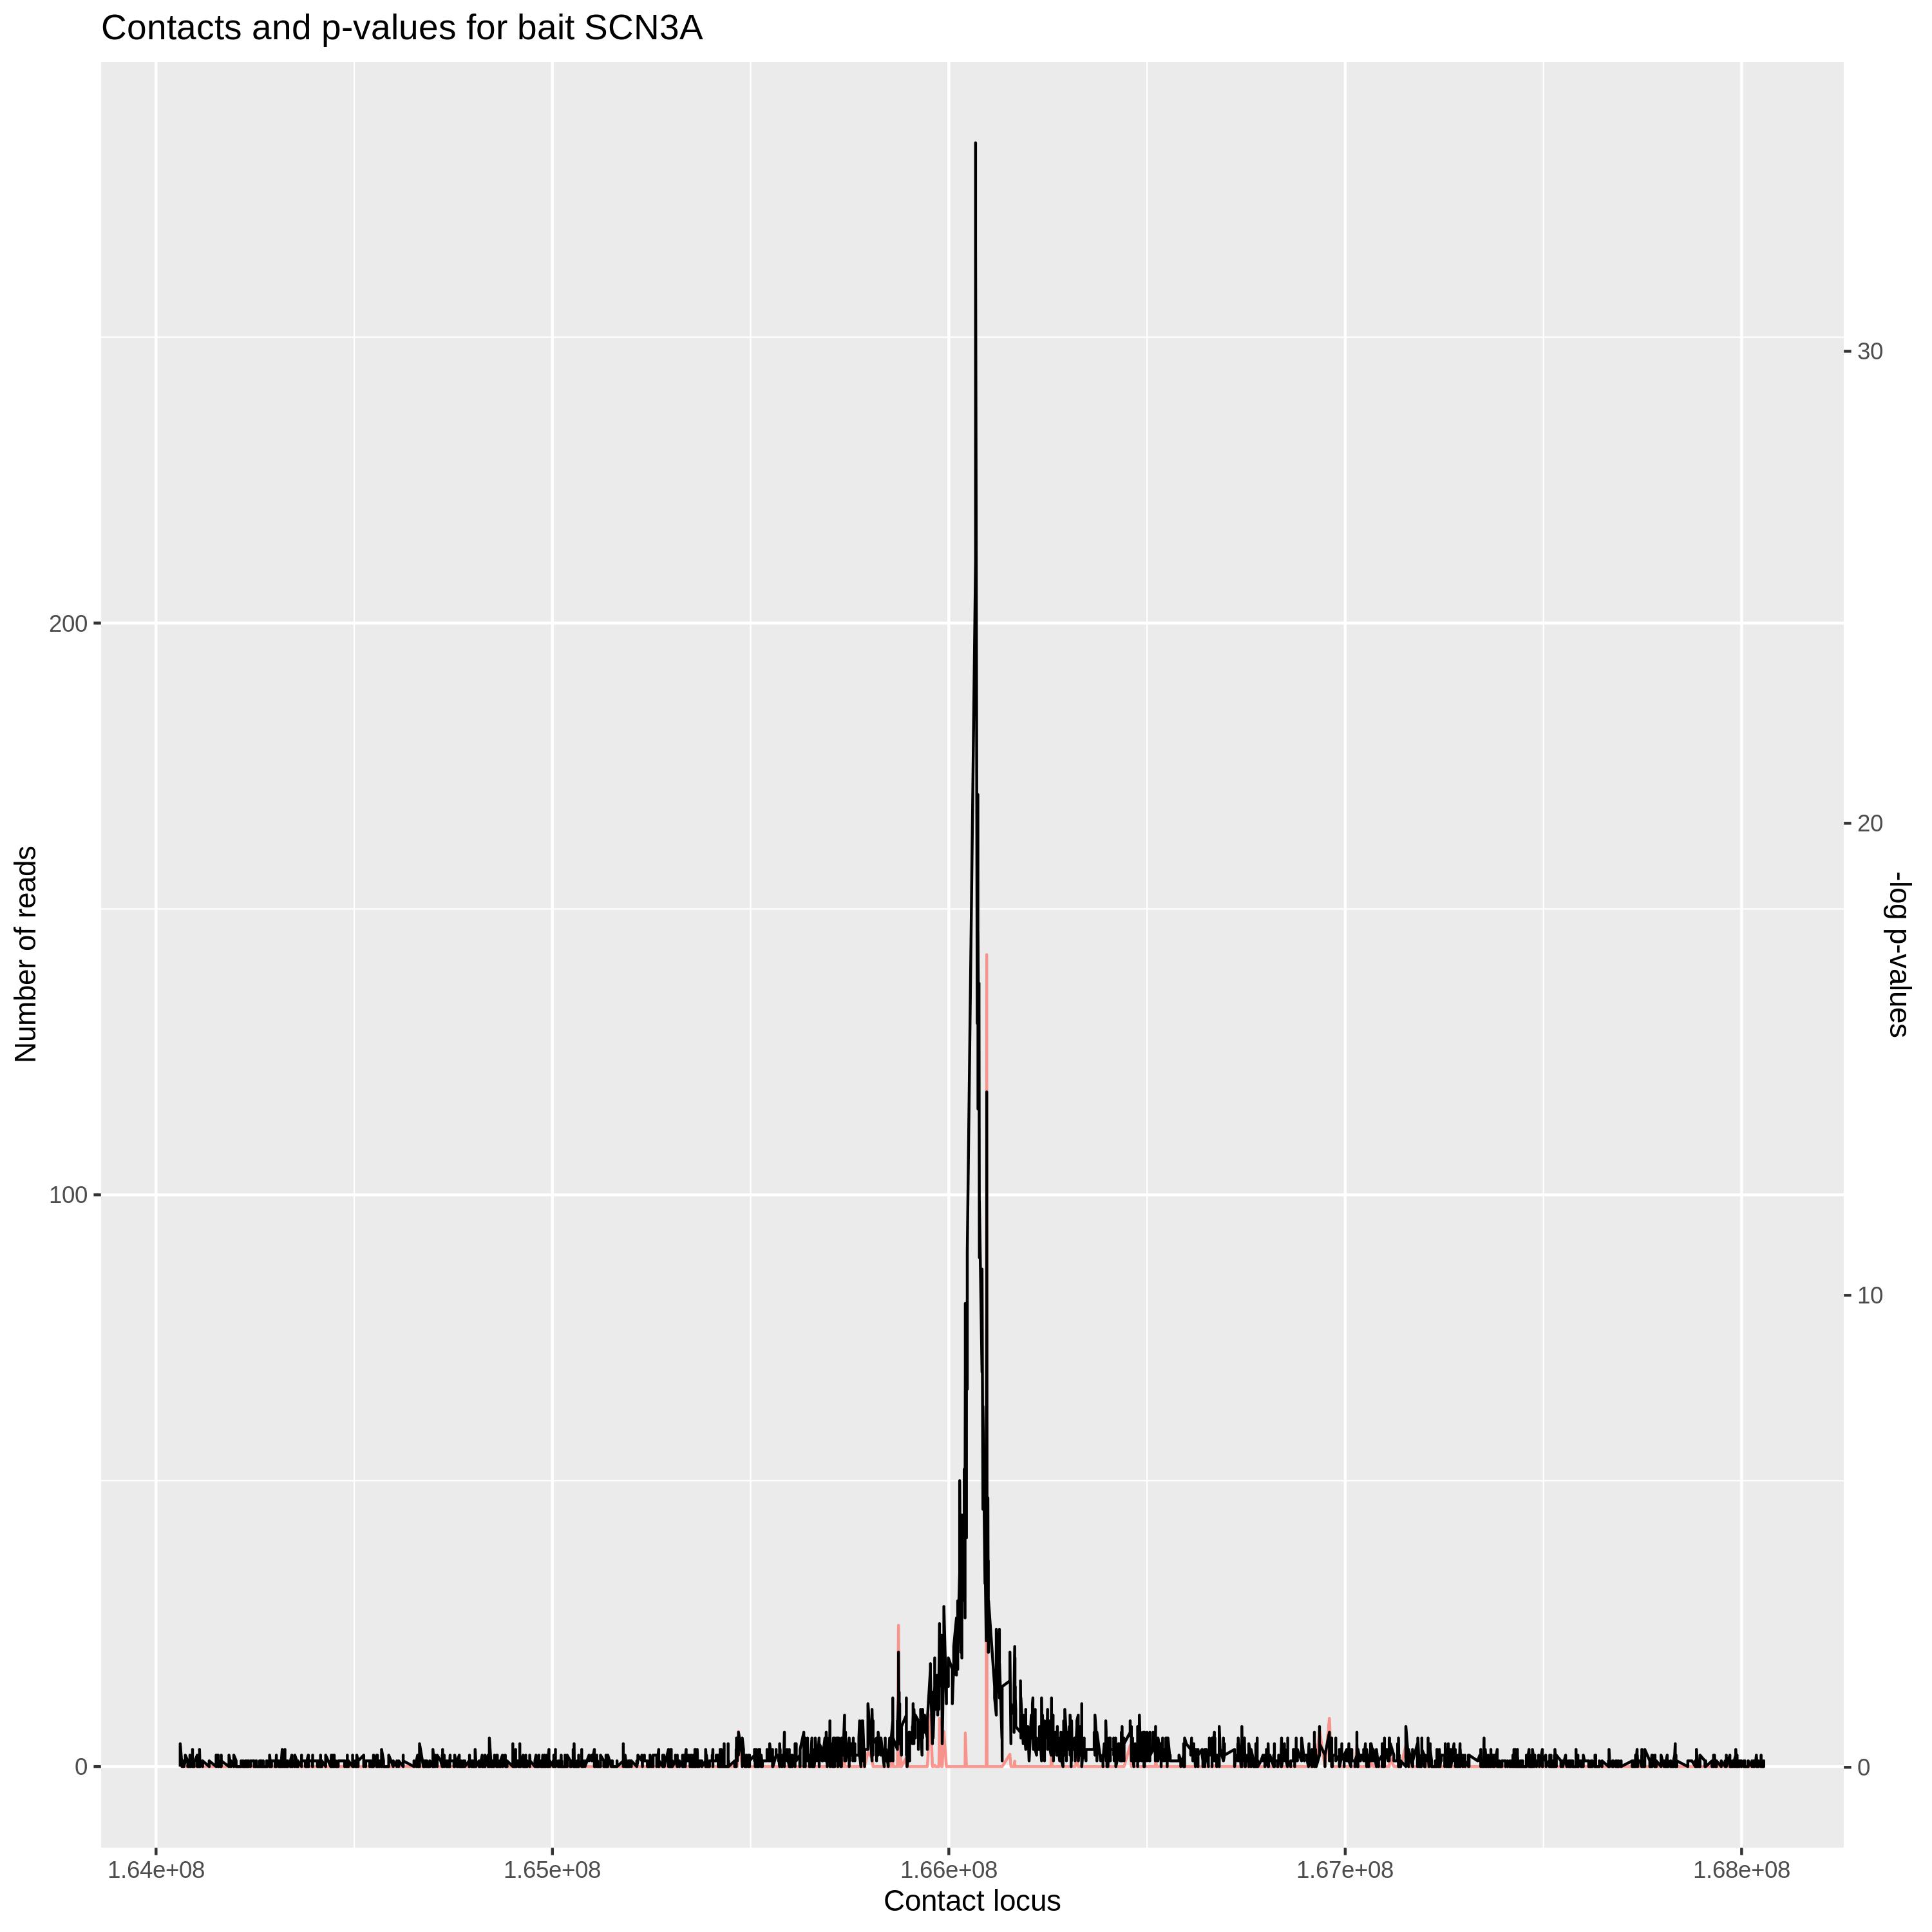 Contacts and p-values for bait SCN3A
Number of reads
200
100
0
30
20
10
0
-log p-values
1.64e+08
1.65e+08
1.66e+08
1.67e+08
1.68e+08
Contact locus